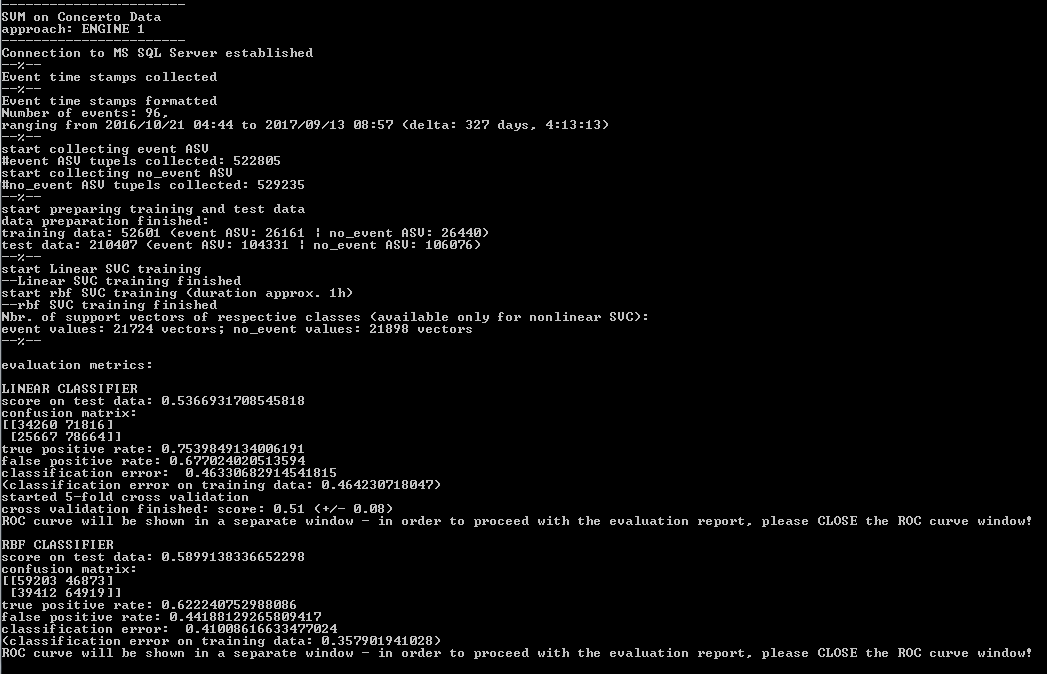 -----------------------
SVM on Concerto Data
approach: ENGINE 1
-----------------------
Connection to MS SQL Server established
--%--
Event time stamps collected
--%--
Event time stamps formatted
Number of events: 96,
ranging from 2016/10/21 04:44 to 2017/09/13 08:57 (delta: 327 days, 4:13:13)
--%--
start collecting event ASV
#event ASV tupels collected: 522805
start collecting no_event ASV
#no_event ASV tupels collected: 529235
--%--
start preparing training and test data
data preparation finished:
training data: 52601 (event ASV: 26161 | no_event ASV: 26440)
test data: 210407 (event ASV: 104331 | no_event ASV: 106076)
--%--
start Linear SVC training
--Linear SVC training finished
start rbf SVC training (duration approx. 1h)
--rbf SVC training finished
Nbr. of support vectors of respective classes (available only for nonlinear SVC):
event values: 21724 vectors; no_event values: 21898 vectors
--%--
evaluation metrics:
LINEAR CLASSIFIER
score on test data: 0.5366931708545818
confusion matrix:
[[34260 71816]
 [25667 78664]]
true positive rate: 0.7539849134006191
false positive rate: 0.677024020513594
classification error:  0.46330682914541815
(classification error on training data: 0.464230718047)
started 5-fold cross validation
cross validation finished: score: 0.51 (+/- 0.08)
ROC curve will be shown in a separate window - in order to proceed with the evaluation report, please CLOSE the ROC curve window!
RBF CLASSIFIER
score on test data: 0.5899138336652298
confusion matrix:
[[59203 46873]
 [39412 64919]]
true positive rate: 0.622240752988086
false positive rate: 0.44188129265809417
classification error:  0.41008616633477024
(classification error on training data: 0.357901941028)
ROC curve will be shown in a separate window - in order to proceed with the evaluation report, please CLOSE the ROC curve window!